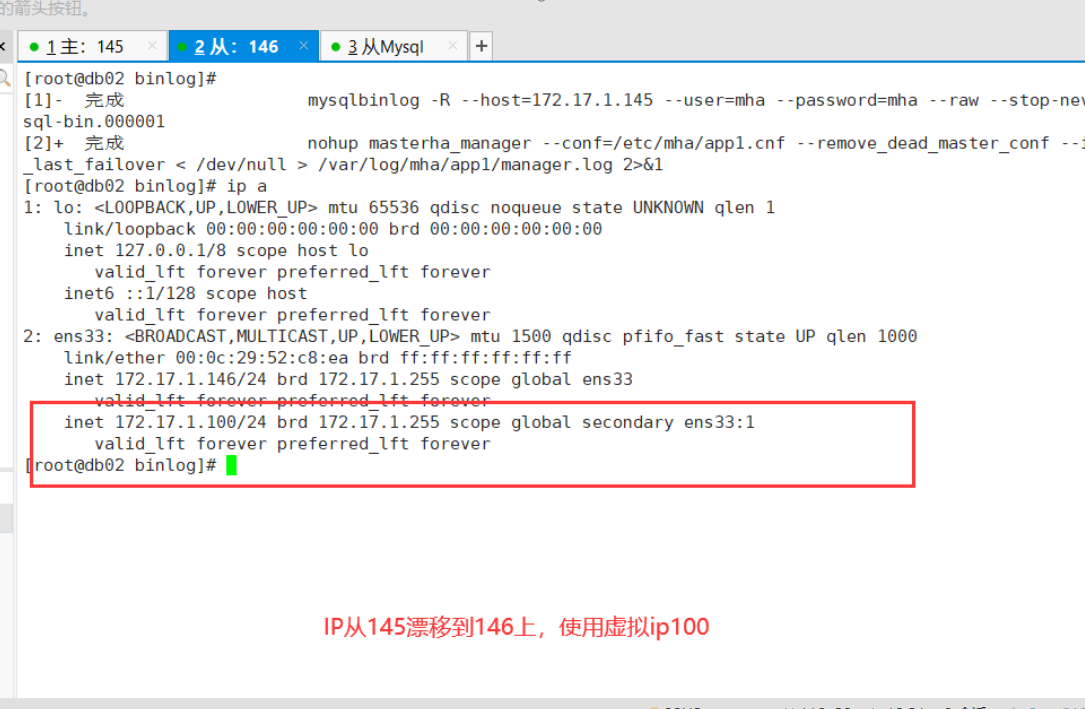 的箭头按钮。
1 主：145
2 从：146
3 从Mysql
[root@db02 binlog]#
[1]-  完成                  mysqlbinlog -R --host=172.17.1.145 --user=mha --password=mha --raw --stop-nev
sql-bin.000001
[2]+  完成                  nohup masterha_manager --conf=/etc/mha/app1.cnf --remove_dead_master_conf --i
_last_failover < /dev/null > /var/log/mha/app1/manager.log 2>&1
[root@db02 binlog]# ip a
1: lo: <LOOPBACK,UP,LOWER_UP> mtu 65536 qdisc noqueue state UNKNOWN qlen 1
    link/loopback 00:00:00:00:00:00 brd 00:00:00:00:00:00
    inet 127.0.0.1/8 scope host lo
       valid_lft forever preferred_lft forever
    inet6 ::1/128 scope host
       valid_lft forever preferred_lft forever
2: ens33: <BROADCAST,MULTICAST,UP,LOWER_UP> mtu 1500 qdisc pfifo_fast state UP qlen 1000
    link/ether 00:0c:29:52:c8:ea brd ff:ff:ff:ff:ff:ff
    inet 172.17.1.146/24 brd 172.17.1.255 scope global ens33
       valid_lft forever preferred_lft forever
    inet 172.17.1.100/24 brd 172.17.1.255 scope global secondary ens33:1
       valid_lft forever preferred_lft forever
[root@db02 binlog]#
IP从145漂移到146上，使用虚拟ip100